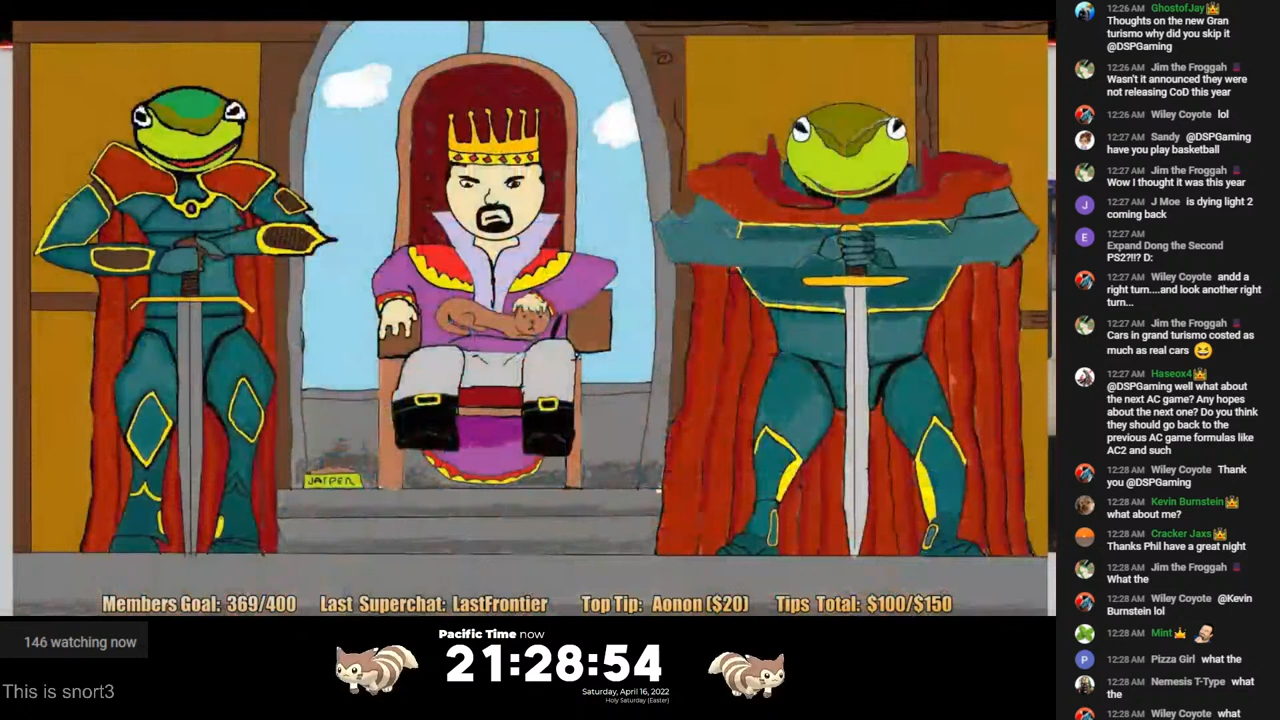 JASPER
Members Goal: 369/400 Last Superchat: LastFrontier Top Tip: Aonon ($20) Tips Total: $100/$150
146 watching now
This is snort3
Pacific Time now
21:28:54
Saturday, April 16, 2022
Holy Saturday (Easter)
12:26 AM GhostofJay
Thoughts on the new Gran
turismo why did you skip it
@DSPGaming
12:26 AM Jim the Froggah
Wasn't it announced they were
not releasing CoD this year
12:26 AM Wiley Coyote lol
12:27 AM Sandy @DSPGaming
have you play basketball
12:27 AM Jim the Froggah
Wow I thought it was this year
J
12:27 AM J Moe is dying light 2
coming back
E
12:27 AM
Expand Dong the Second
PS2?!!? D:
12:27 AM Wiley Coyote andd a
right turn....and look another right
turn...
12:27 AM Jim the Froggah
Cars in grand turismo costed as
much as real cars
12:27 AM Haseox4
@DSPGaming well what about
the next AC game? Any hopes
about the next one? Do you think
they should go back to the
previous AC game formulas like
AC2 and such
12:28 AM Wiley Coyote Thank
you @DSPGaming
12:28 AM Kevin Burnstein
what about me?
12:28 AM Cracker Jaxs
Thanks Phil have a great night
12:28 AM Jim the Froggah
What the
12:28 AM Wiley Coyote @Kevin
Burnstein lol
12:28 AM Mint
P
12:28 AM Pizza Girl what the
12:28 AM Nemesis T-Type what
the
12:28 AM Wiley Coyote what